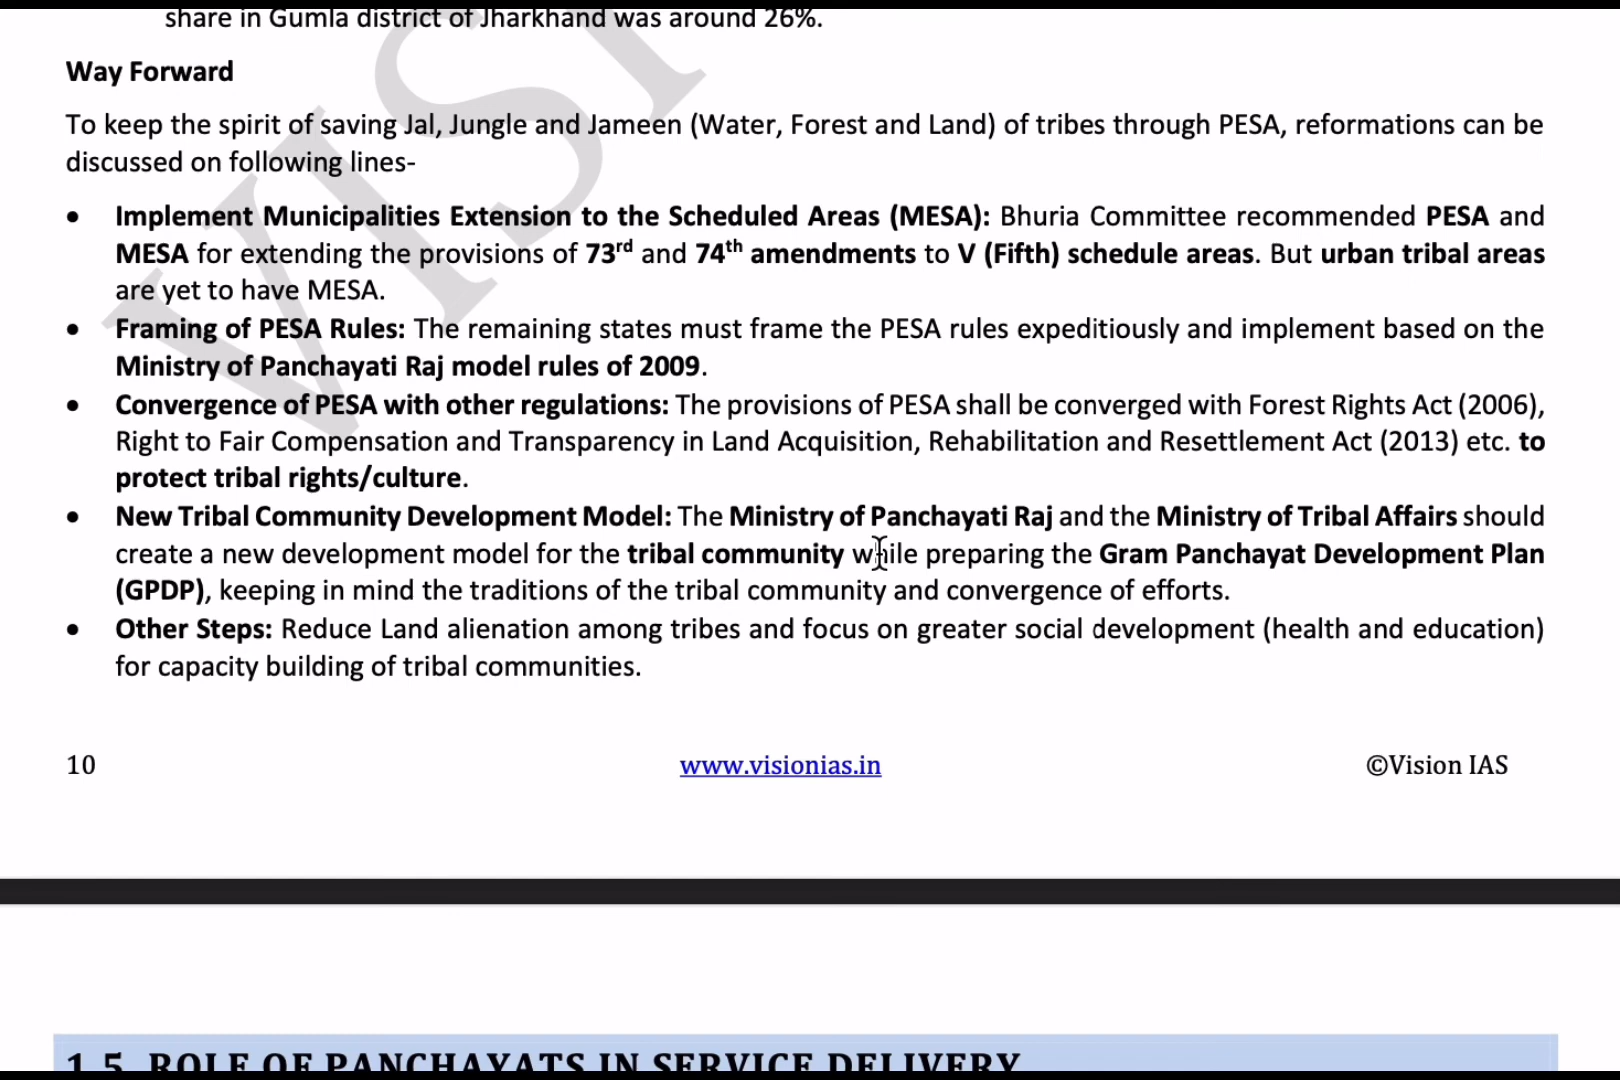 share in Gumla district of Jharkhand was around 26%.
Way Forward
To keep the spirit of saving Jal, Jungle and Jameen (Water, Forest and Land) of tribes through PESA, reformations can be
discussed on following lines-
• Implement Municipalities Extension to the Scheduled Areas (MESA): Bhuria Committee recommended PESA and
MESA for extending the provisions of 73rd and 74th amendments to V (Fifth) schedule areas. But urban tribal areas
are yet to have MESA.
• Framing of PESA Rules: The remaining states must frame the PESA rules expeditiously and implement based on the
Ministry of Panchayati Raj model rules of 2009.
• Convergence of PESA with other regulations: The provisions of PESA shall be converged with Forest Rights Act (2006),
Right to Fair Compensation and Transparency in Land Acquisition, Rehabilitation and Resettlement Act (2013) etc. to
protect tribal rights/culture.
• New Tribal Community Development Model: The Ministry of Panchayati Raj and the Ministry of Tribal Affairs should
create a new development model for the tribal community while preparing the Gram Panchayat Development Plan
(GPDP), keeping in mind the traditions of the tribal community and convergence of efforts.
• Other Steps: Reduce Land alienation among tribes and focus on greater social development (health and education)
for capacity building of tribal communities.
10 www.visionias.in ©Vision IAS
1.5. ROLE OF PANCHAYATS IN SERVICE DELIVERY
VISI